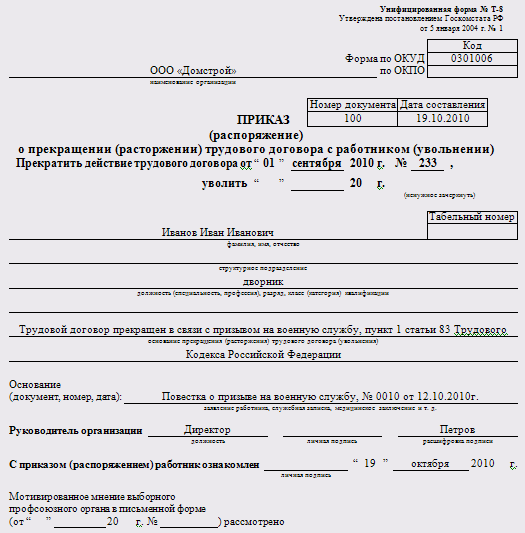 Унифицированная форма № Т-8
Утверждена постановлением Госкомстата РФ
от 5 января 2004 г. № 1
Код
Форма по ОКУД 0301006
ООО «Домстрой» по ОКПО
наименование организации
Номер документа Дата составления
ПРИКАЗ 100 19.10.2010
(распоряжение)
о прекращении (расторжении) трудового договора с работником (увольнении)
Прекратить действие трудового договора от “ 01 ” сентября 2010 г. № 233 ,
уволить “ ” 20 г.
(ненужное зачеркнуть)
Табельный номер
Иванов Иван Иванович
фамилия, имя, отчество
структурное подразделение
дворник
должность (специальность, профессия), разряд, класс (категория) квалификации
Трудовой договор прекращен в связи с призывом на военную службу, пункт 1 статьи 83 Трудового
основание прекращения (расторжения) трудового договора (увольнения)
Кодекса Российской Федерации
Основание
(документ, номер, дата): Повестка о призыве на военную службу, № 0010 от 12.10.2010г.
заявление работника, служебная записка, медицинское заключение и т. д.
Руководитель организации Директор Петров
должность личная подпись расшифровка подписи
С приказом (распоряжением) работник ознакомлен “ 19 ” октября 2010 г.
личная подпись
Мотивированное мнение выборного
профсоюзного органа в письменной форме
(от “ ” 20 г. № ) рассмотрено